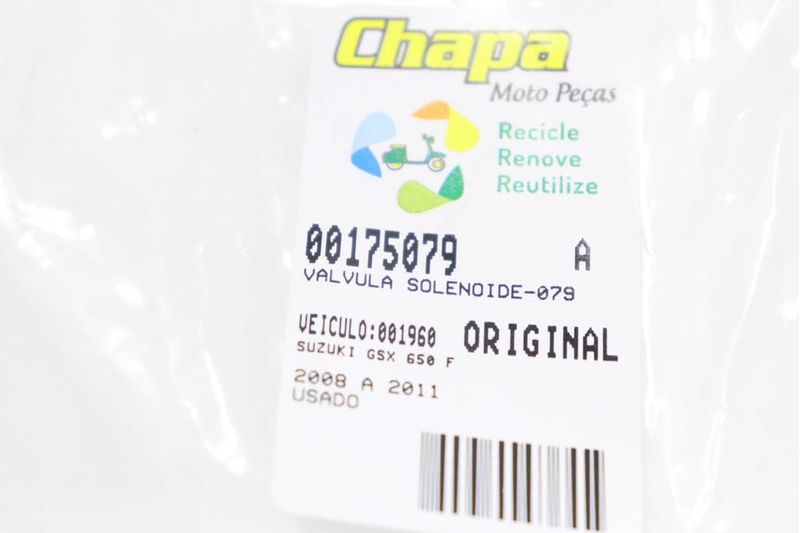 Chapa
Moto Peças
Recicle
Renove
Reutilize
00175079 A
VALVULA SOLENOIDE-079
VEICULO:001960 ORIGINAL
SUZUKI GSX 650 F
2008 A 2011
USADO